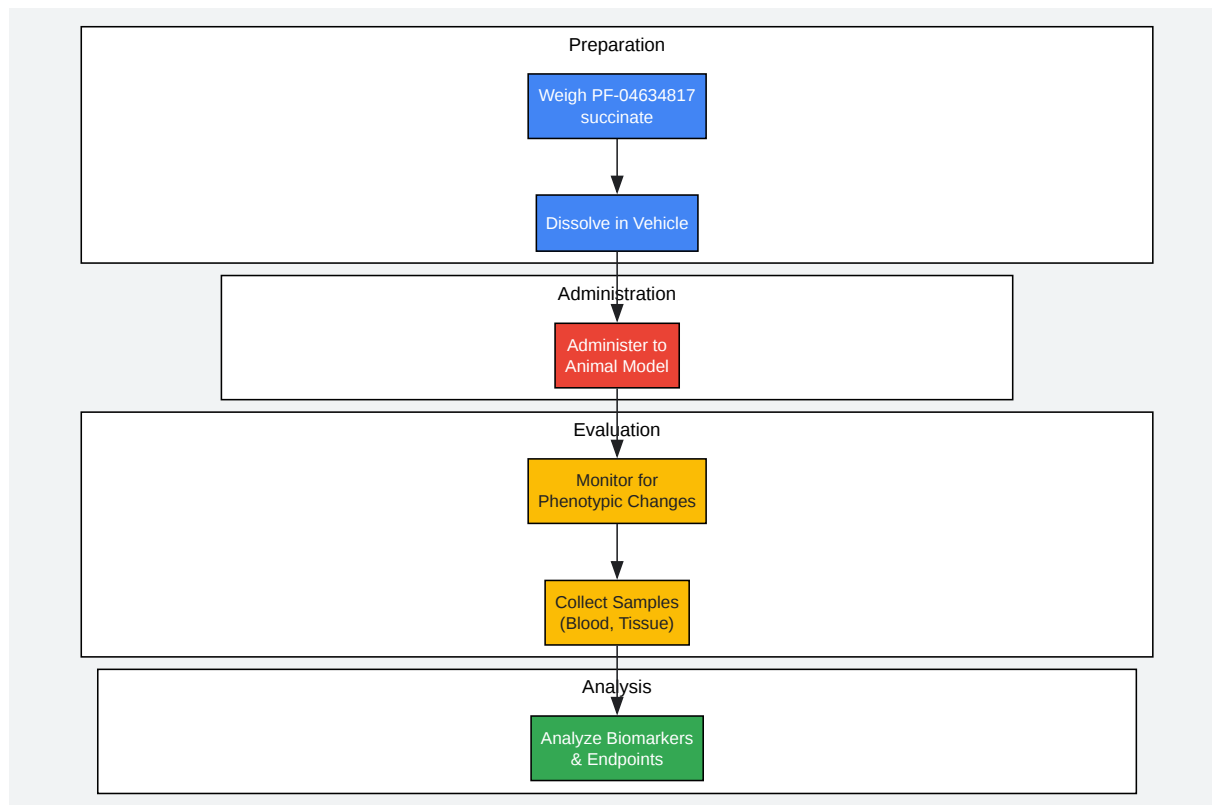 Preparation
Weigh PF-04634817
succinate
Dissolve in Vehicle
Administration
Administer to
Animal Model
Evaluation
Monitor for
Phenotypic Changes
Collect Samples
(Blood, Tissue)
Analysis
Analyze Biomarkers
& Endpoints